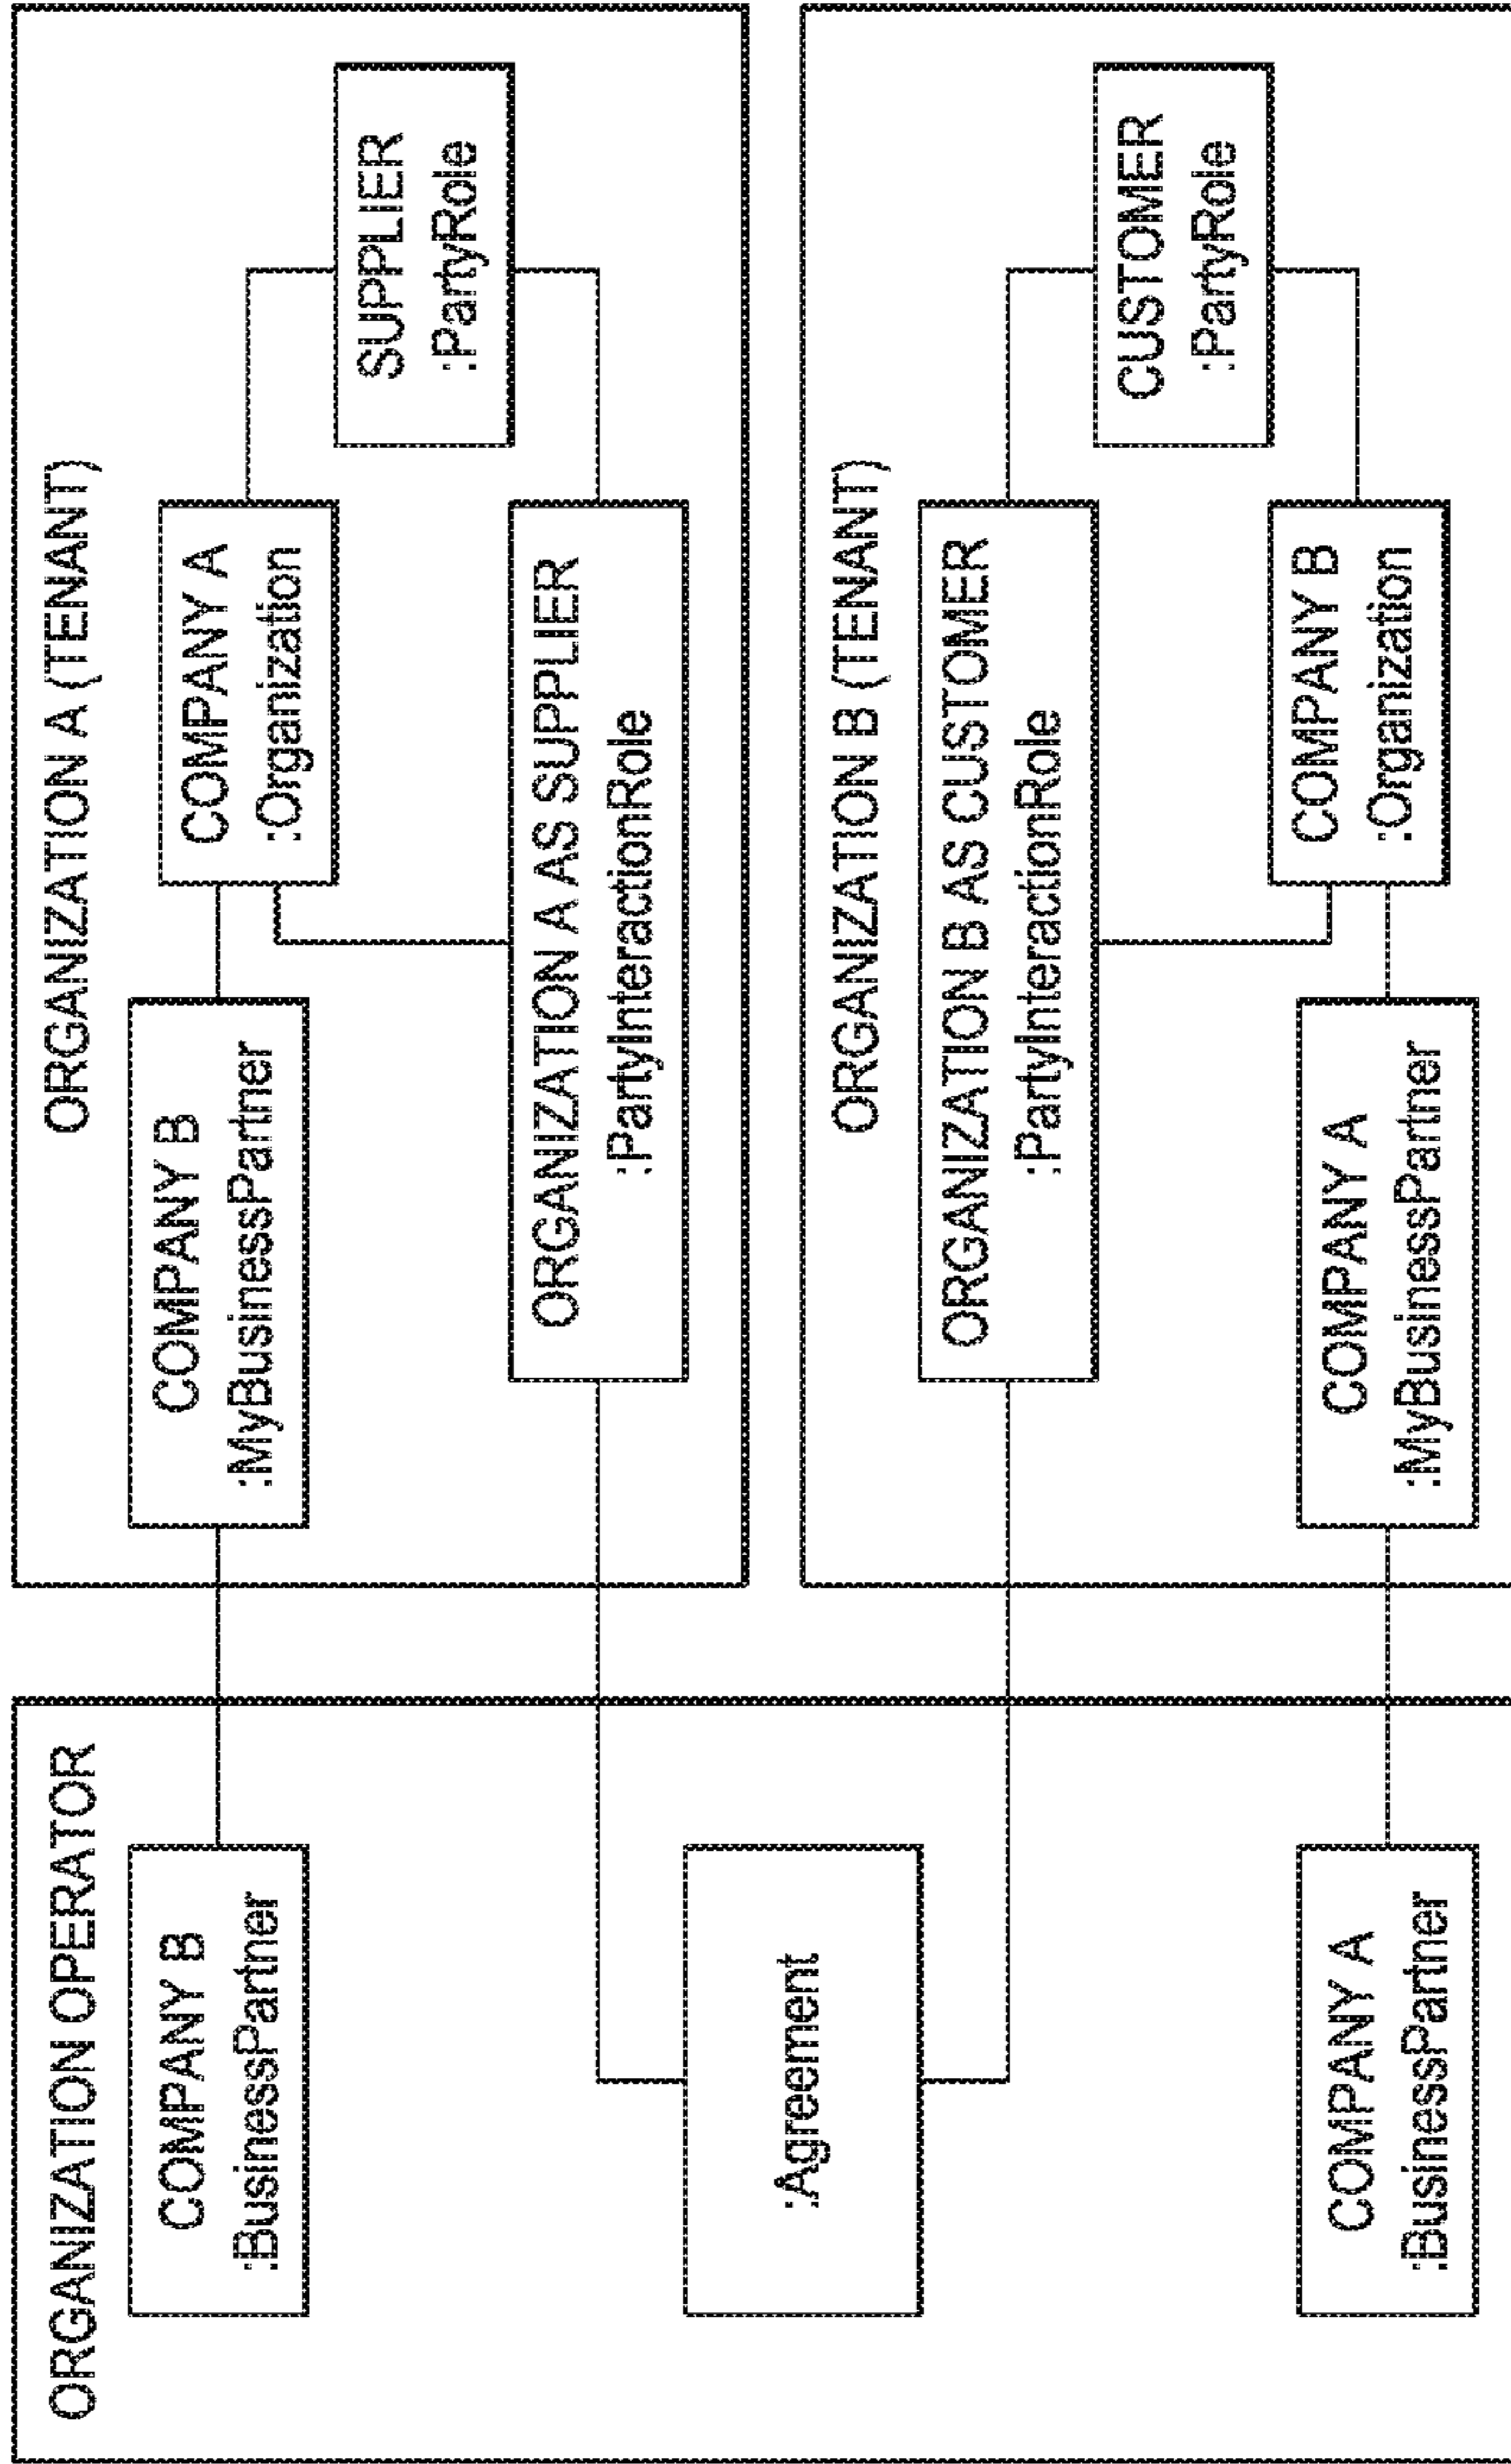 ORGANIZATION OPERATOR
COMPANY B
:BusinessPartner
:Agreement
COMPANY A
:BusinessPartner
ORGANIZATION A (TENANT)
COMPANY B
:MyBusinessPartner
COMPANY A
:Organization
SUPPLIER
:PartyRole
ORGANIZATION A AS SUPPLIER
:PartyInteractionRole
ORGANIZATION B (TENANT)
ORGANIZATION B AS CUSTOMER
:PartyInteractionRole
CUSTOMER
:PartyRole
COMPANY A
:MyBusinessPartner
COMPANY B
:Organization